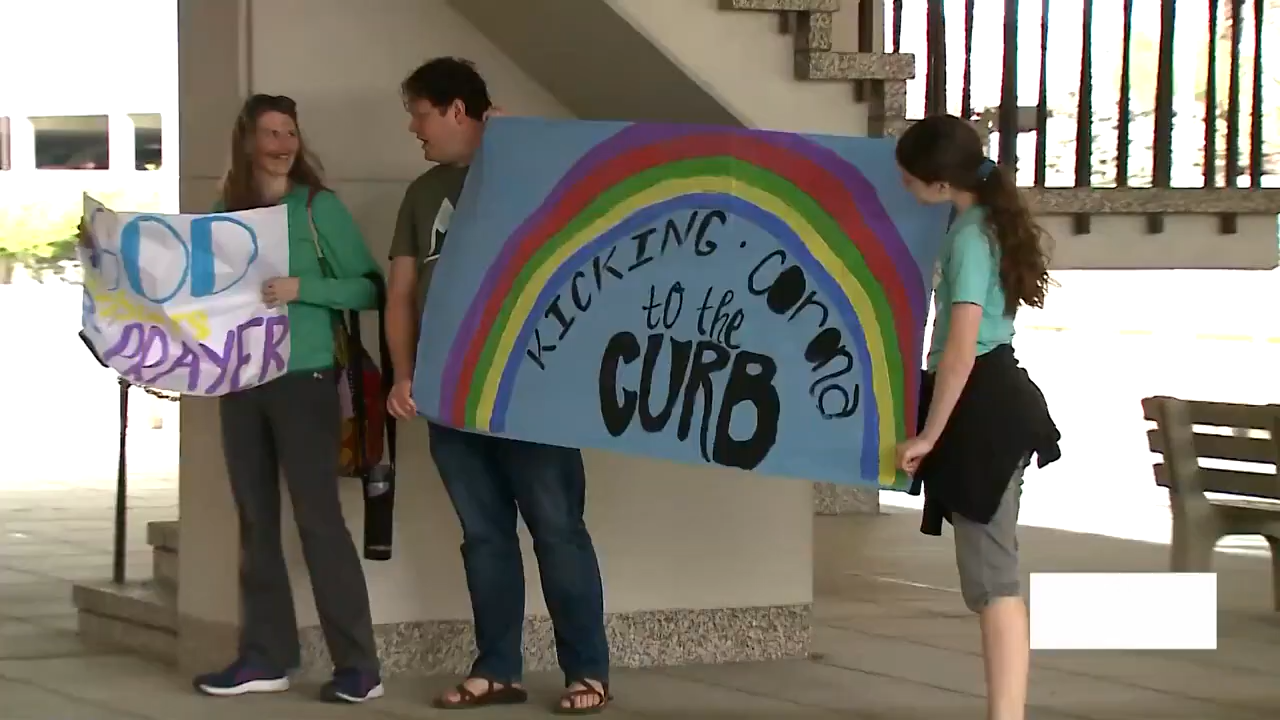 GOD
PRAYER
KICKING · CORONA
to the
CURB